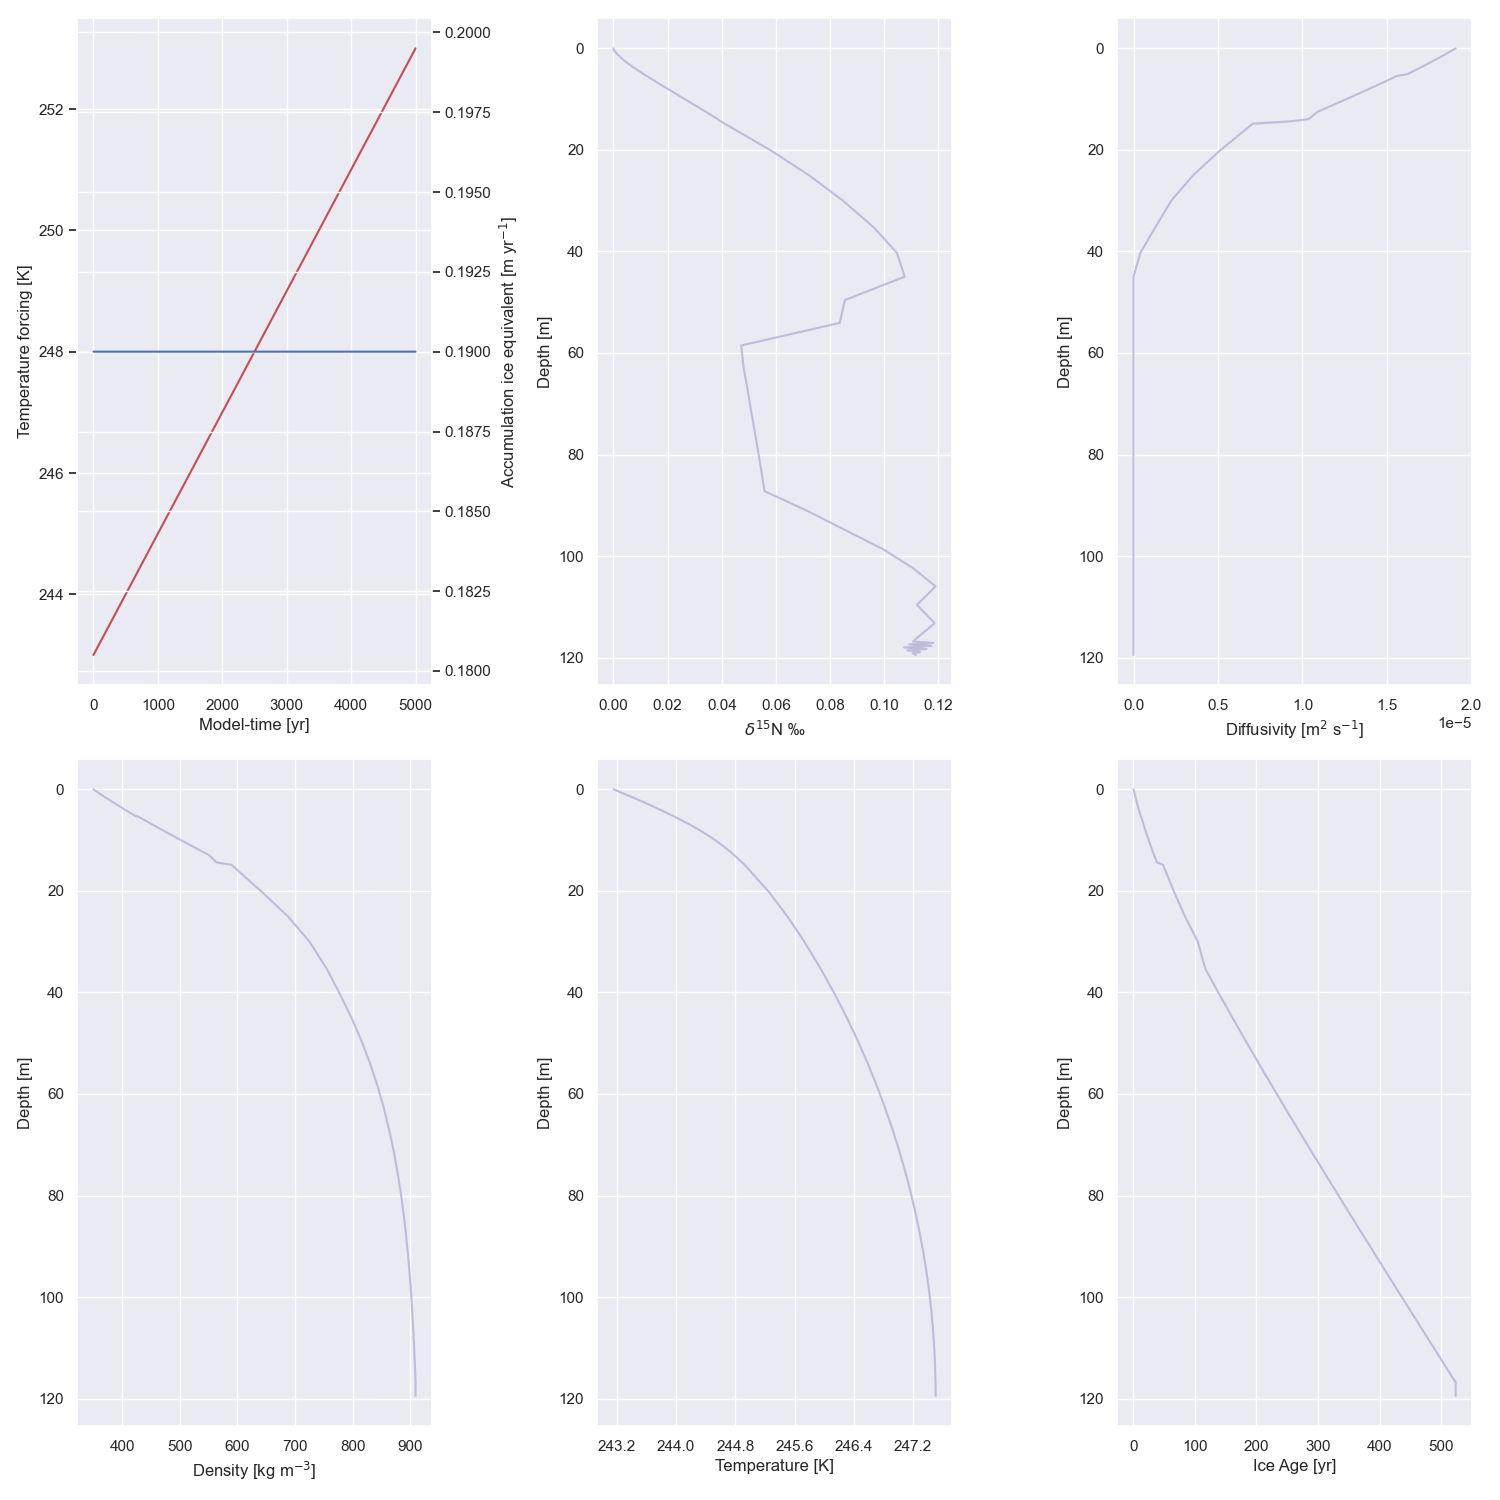 Temperature forcing [K]
252
250
248
246
244
0.2000
0.1975
0.1950
0.1925
0.1900
0.1875
0.1850
0.1825
0.1800
Accumulation ice equivalent [m yr⁻¹]
0 1000 2000 3000 4000 5000
Model-time [yr]
Depth [m]
0
20
40
60
80
100
120
0.00 0.02 0.04 0.06 0.08 0.10 0.12
δ¹⁵N ‰
Depth [m]
0
20
40
60
80
100
120
0.0 0.5 1.0 1.5 2.0
1e−5
Diffusivity [m² s⁻¹]
Depth [m]
0
20
40
60
80
100
120
400 500 600 700 800 900
Density [kg m⁻³]
Depth [m]
0
20
40
60
80
100
120
243.2 244.0 244.8 245.6 246.4 247.2
Temperature [K]
Depth [m]
0
20
40
60
80
100
120
0 100 200 300 400 500
Ice Age [yr]